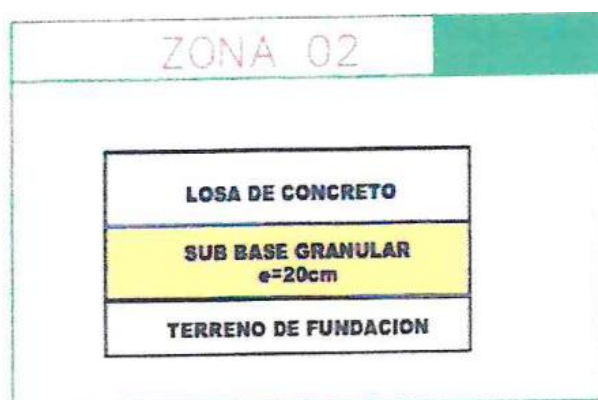 ZONA 02
LOSA DE CONCRETO
SUB BASE GRANULAR
e=20cm
TERRENO DE FUNDACION